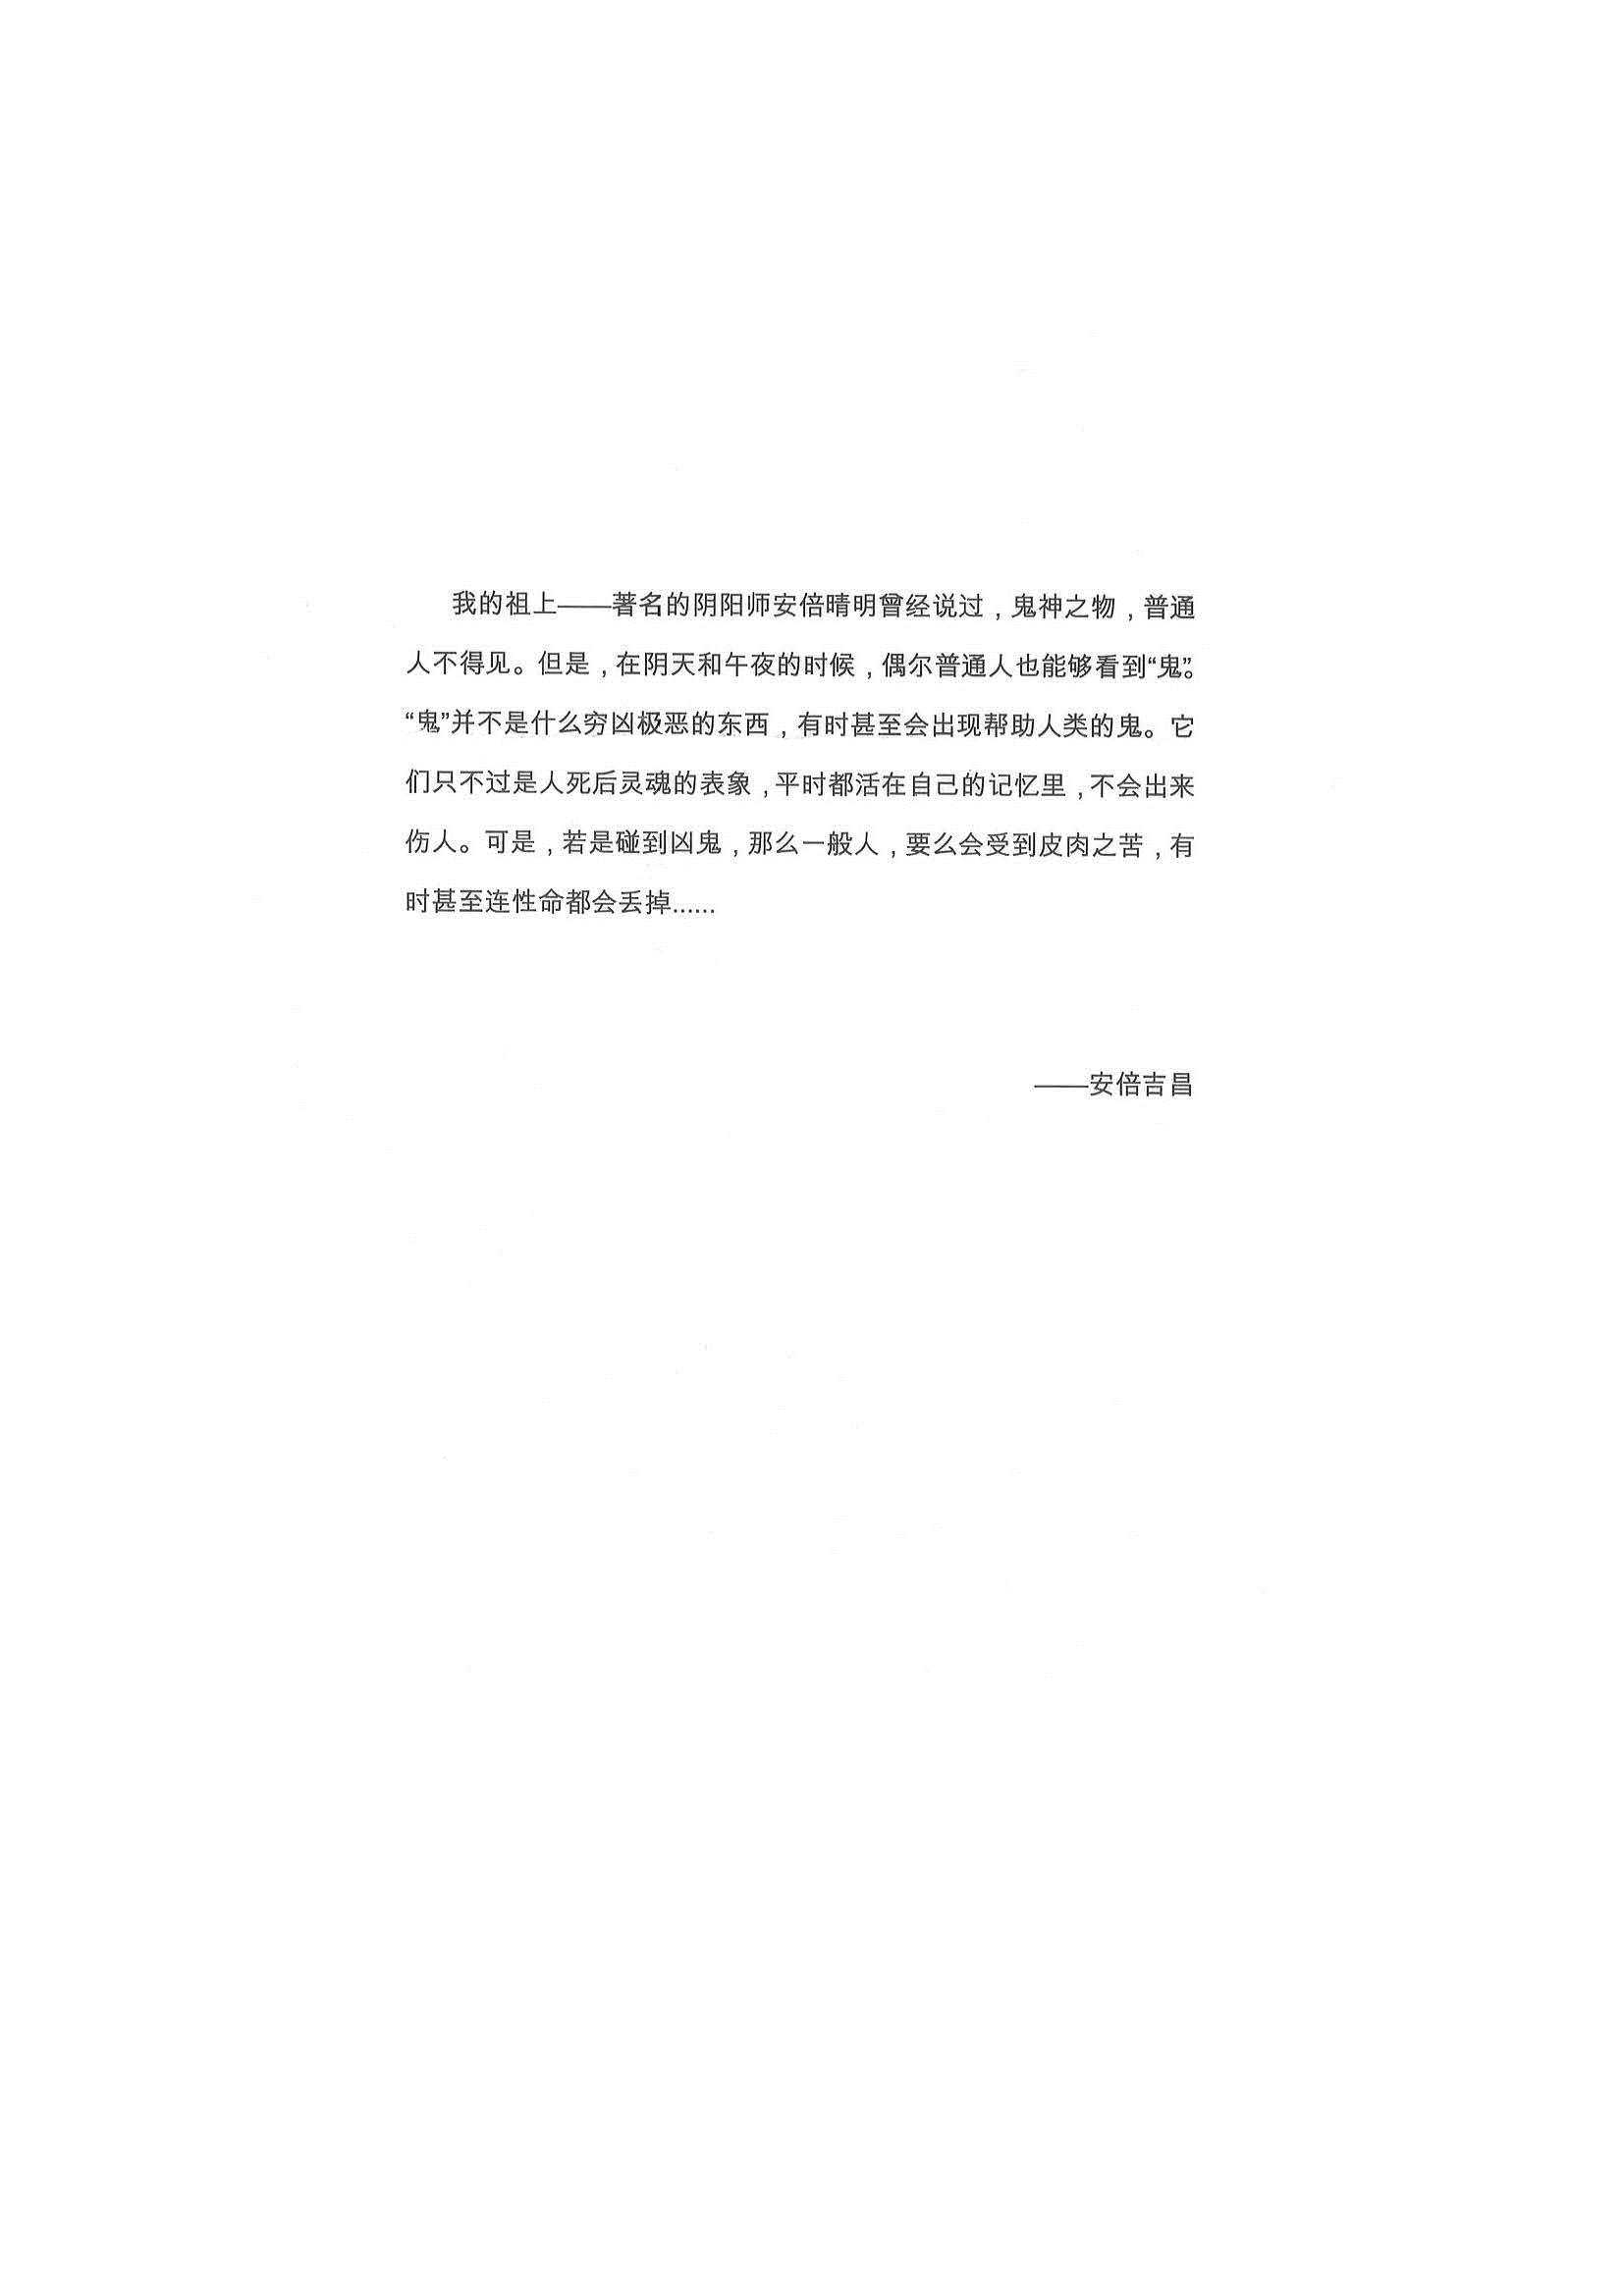 我的祖上——著名的阴阳师安倍晴明曾经说过，鬼神之物，普通
人不得见。但是，在阴天和午夜的时候，偶尔普通人也能够看到“鬼”。
“鬼”并不是什么穷凶极恶的东西，有时甚至会出现帮助人类的鬼。它
们只不过是人死后灵魂的表象，平时都活在自己的记忆里，不会出来
伤人。可是，若是碰到凶鬼，那么一般人，要么会受到皮肉之苦，有
时甚至连性命都会丢掉......
——安倍吉昌